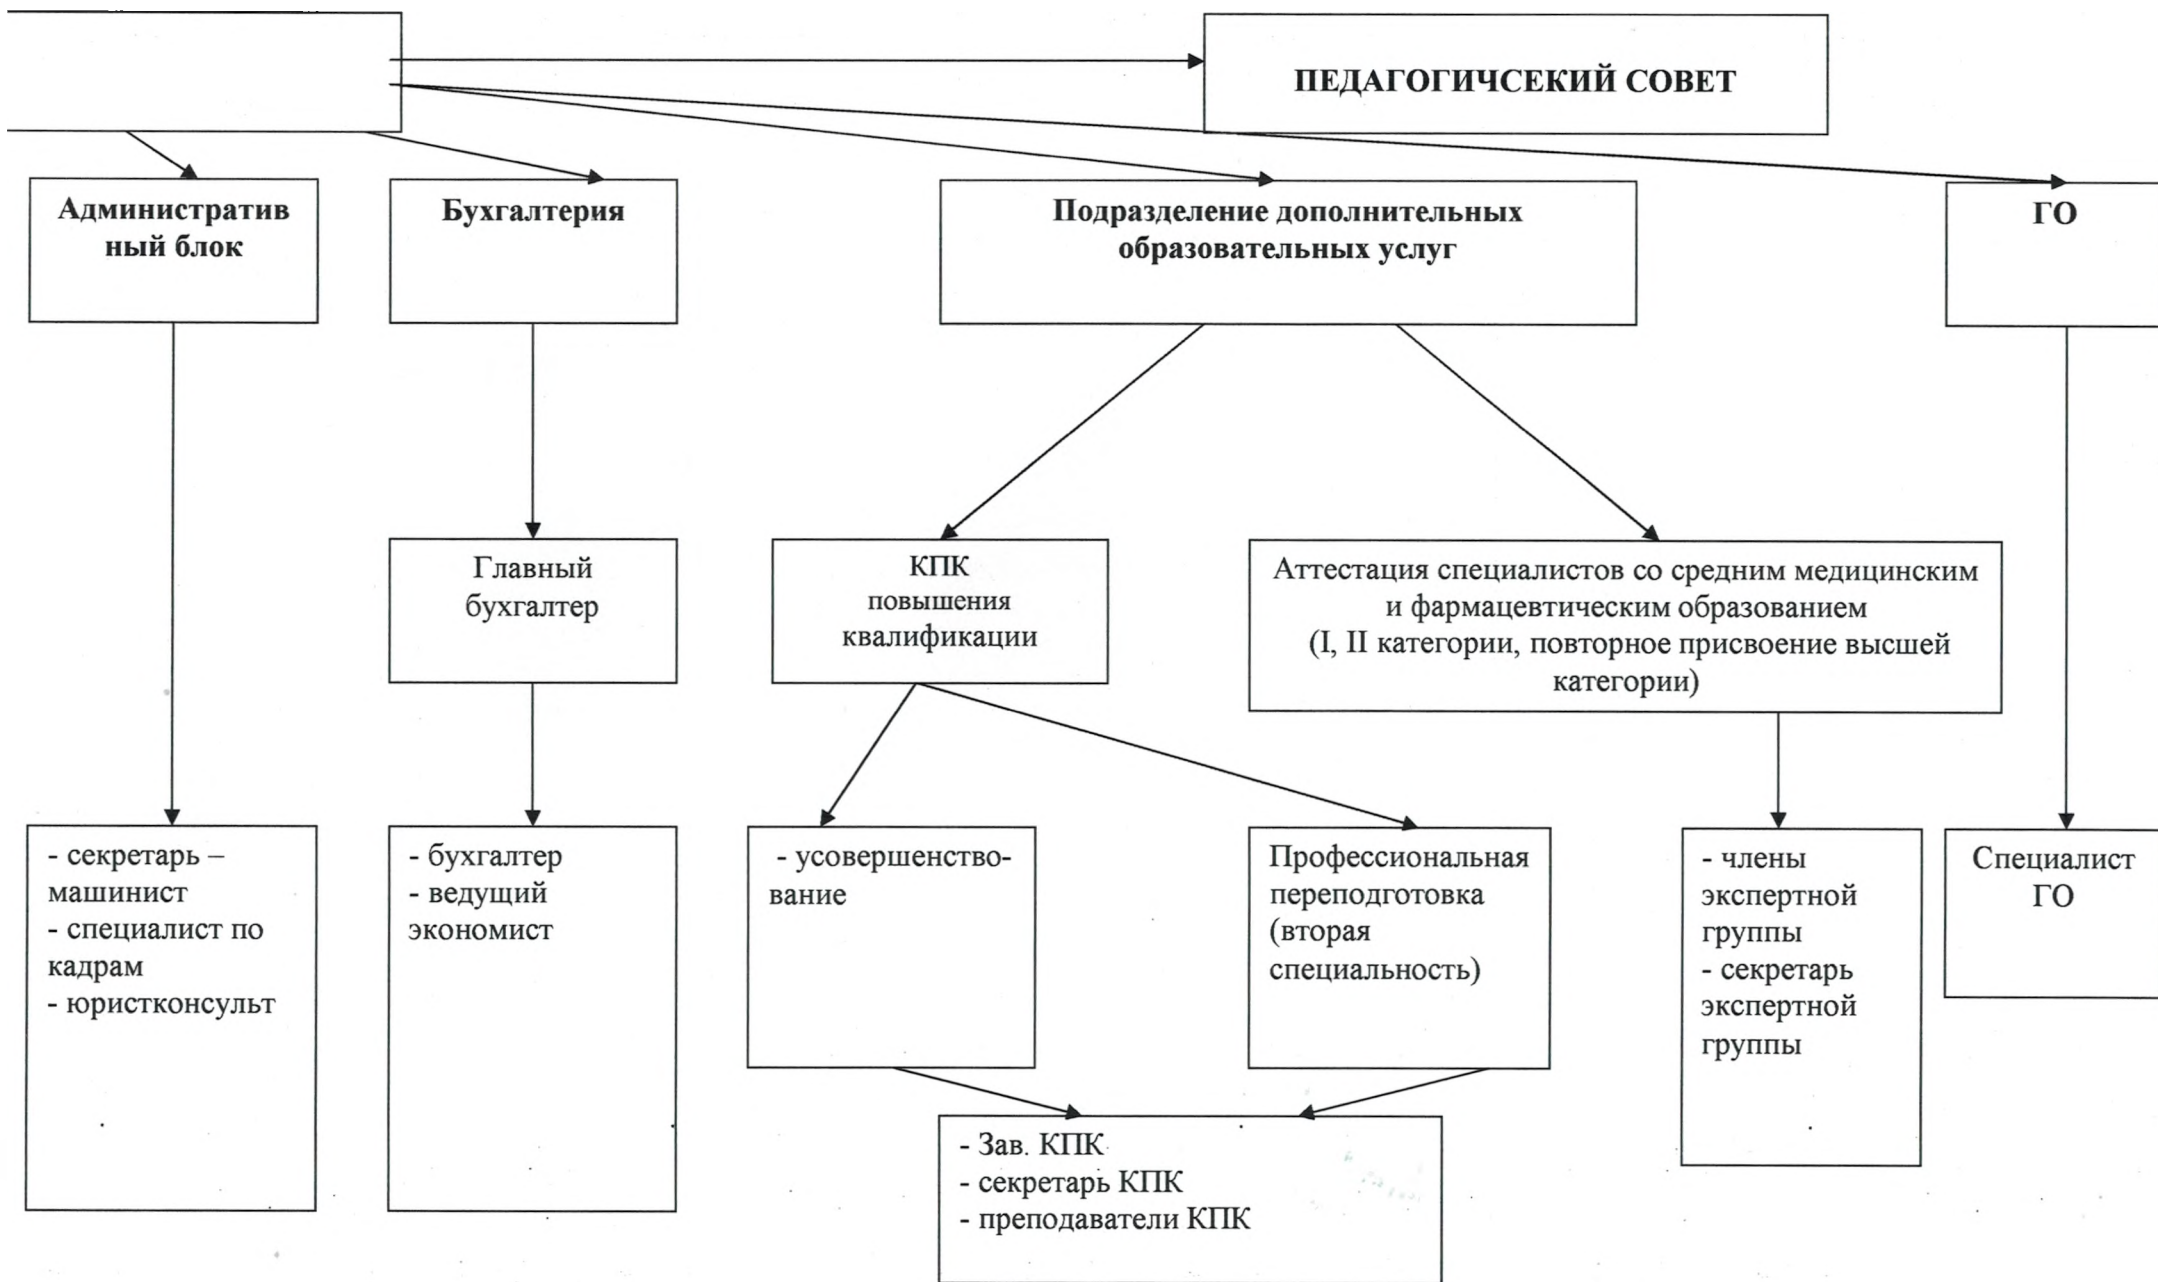 ПЕДАГОГИЧСЕКИЙ СОВЕТ
Административ
ный блок
Бухгалтерия
Подразделение дополнительных
образовательных услуг
ГО
Главный
бухгалтер
КПК
повышения
квалификации
Аттестация специалистов со средним медицинским
и фармацевтическим образованием
(I, II категории, повторное присвоение высшей
категории)
- секретарь –
машинист
- специалист по
кадрам
- юристконсульт
- бухгалтер
- ведущий
экономист
- усовершенство-
вание
Профессиональная
переподготовка
(вторая
специальность)
- члены
экспертной
группы
- секретарь
экспертной
группы
Специалист
ГО
- Зав. КПК
- секретарь КПК
- преподаватели КПК